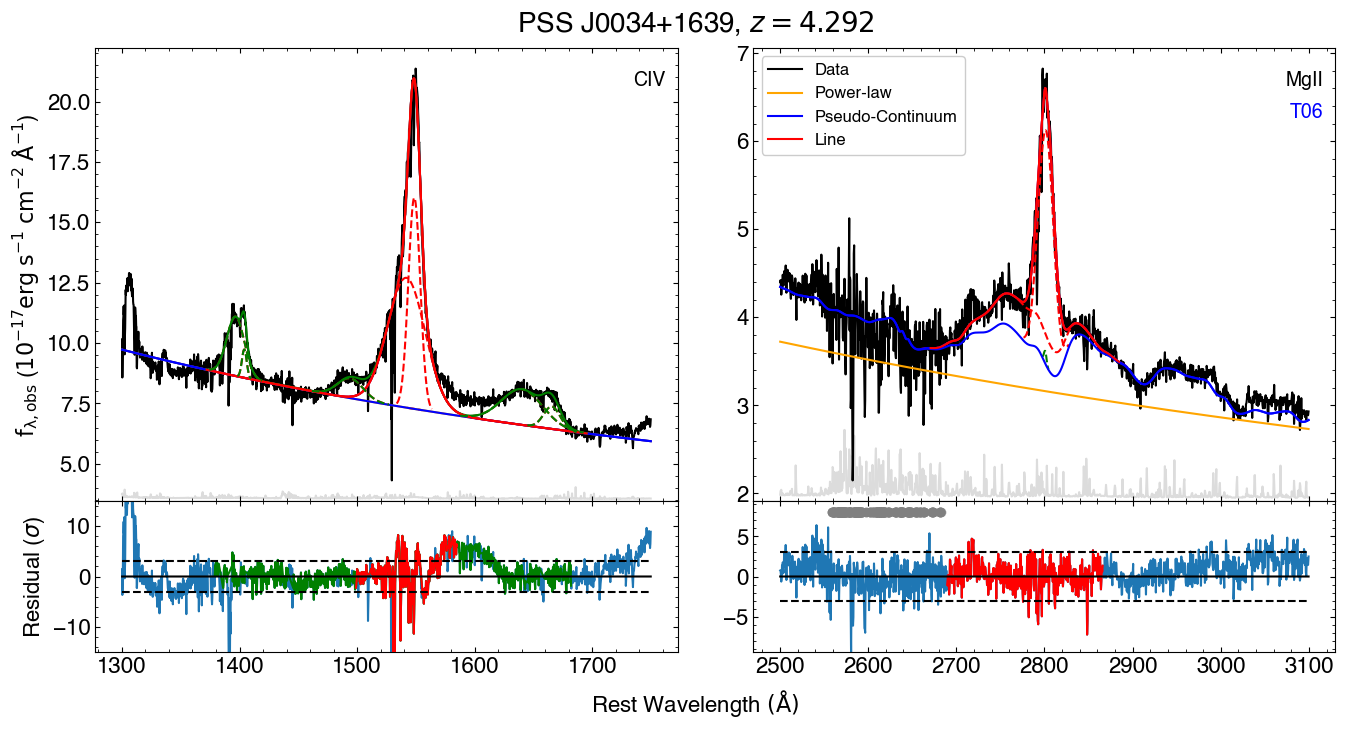 PSS J0034+1639, z = 4.292
CIV
f_{λ,obs} (10^{−17} erg s^{−1} cm^{−2} Å^{−1})
20.0
17.5
15.0
12.5
10.0
7.5
5.0
Data
Power-law
Pseudo-Continuum
Line
MgII
T06
7
6
5
4
3
2
Residual (σ)
10
0
−10
5
0
−5
1300 1400 1500 1600 1700
2500 2600 2700 2800 2900 3000 3100
Rest Wavelength (Å)